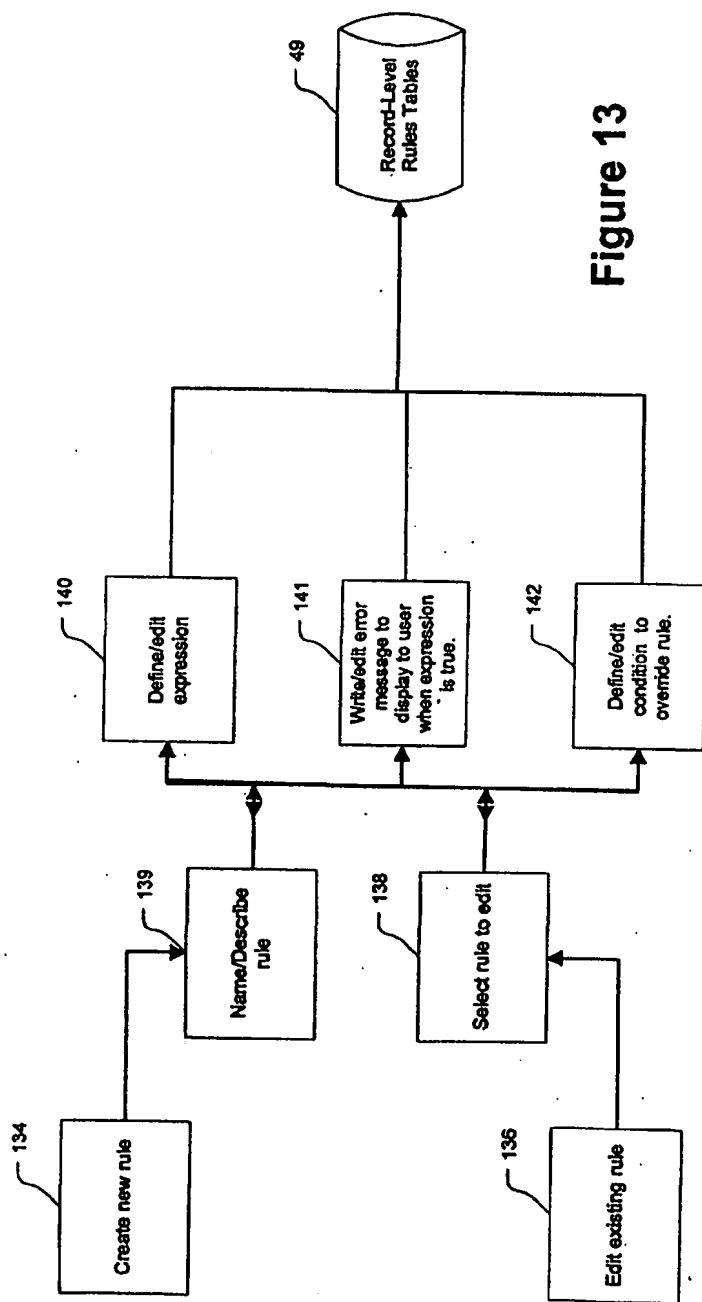 134
Create new rule
139
Name/Describe
rule
136
Edit existing rule
138
Select rule to edit
140
Define/edit
expression
141
Write/edit error
message to
display to user
when expression
is true.
142
Define/edit
condition to
override rule.
49
Record-Level
Rules Tables
Figure 13